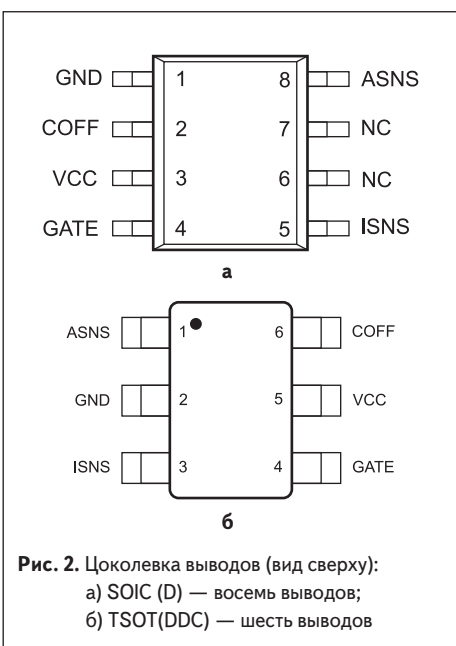 GND 1 8 ASNS
COFF 2 7 NC
VCC 3 6 NC
GATE 4 5 ISNS
а
ASNS 1 6 COFF
GND 2 5 VCC
ISNS 3 4 GATE
б
Рис. 2. Цоколевка выводов (вид сверху):
а) SOIC (D) — восемь выводов;
б) TSOT(DDC) — шесть выводов